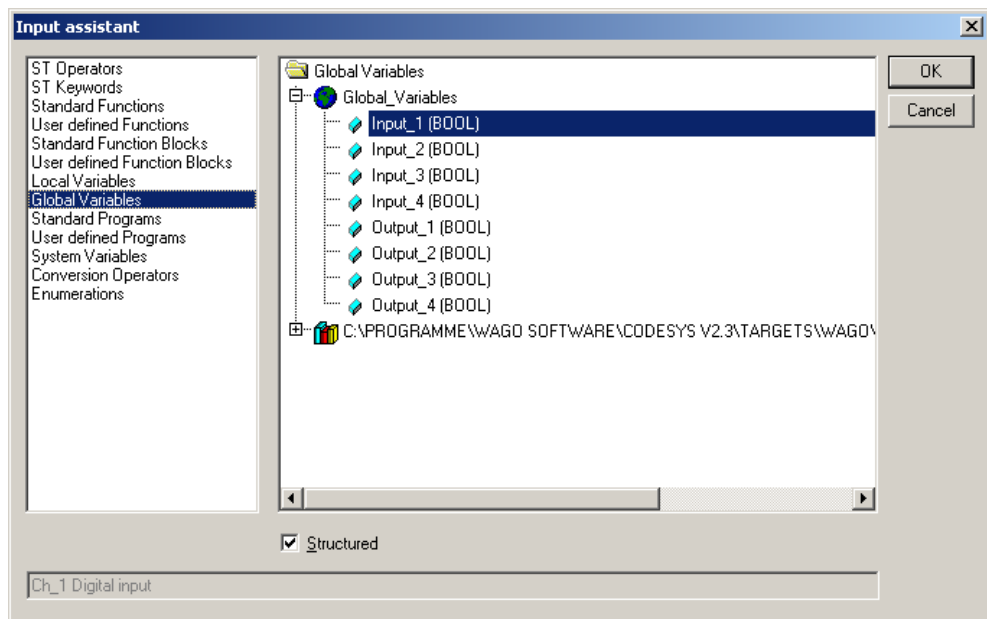 Input assistant
ST Operators
ST Keywords
Standard Functions
User defined Functions
Standard Function Blocks
User defined Function Blocks
Local Variables
Global Variables
Standard Programs
User defined Programs
System Variables
Conversion Operators
Enumerations
Global Variables
Global_Variables
Input_1 (BOOL)
Input_2 (BOOL)
Input_3 (BOOL)
Input_4 (BOOL)
Output_1 (BOOL)
Output_2 (BOOL)
Output_3 (BOOL)
Output_4 (BOOL)
C:\PROGRAMME\WAGO SOFTWARE\CODESYS V2.3\TARGETS\WAGO\
OK
Cancel
Structured
Ch_1 Digital input